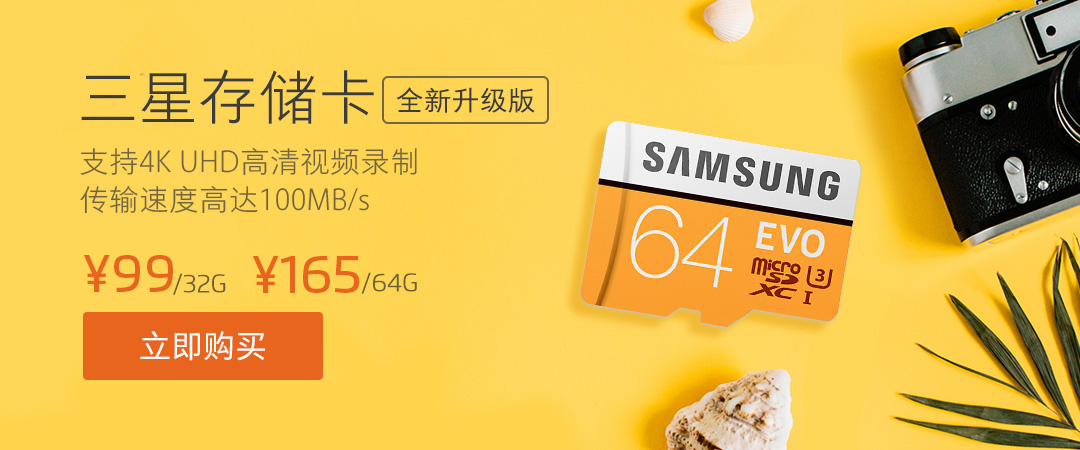 三星存储卡 全新升级版
支持4K UHD高清视频录制
传输速度高达100MB/s
¥99/32G ¥165/64G
立即购买
SAMSUNG
64 EVO
micro SD XC I U3